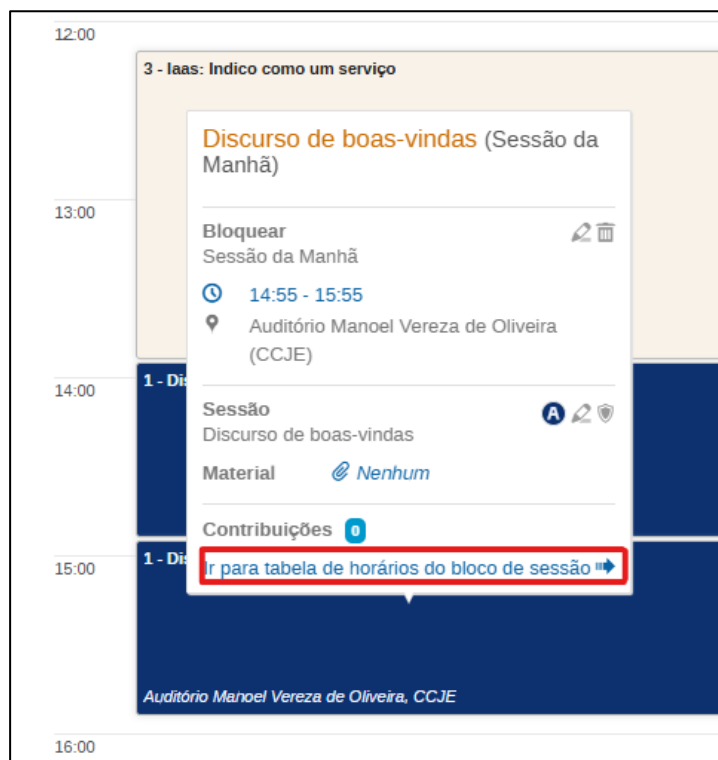 12:00
3 - Iaas: Indico como um serviço
Discurso de boas-vindas (Sessão da
Manhã)
13:00
Bloquear
Sessão da Manhã
14:55 - 15:55
Auditório Manoel Vereza de Oliveira
(CCJE)
14:00
1 - Dis
Sessão
A
Discurso de boas-vindas
Material Nenhum
Contribuições 0
15:00
1 - Dis
Ir para tabela de horários do bloco de sessão
Auditório Manoel Vereza de Oliveira, CCJE
16:00